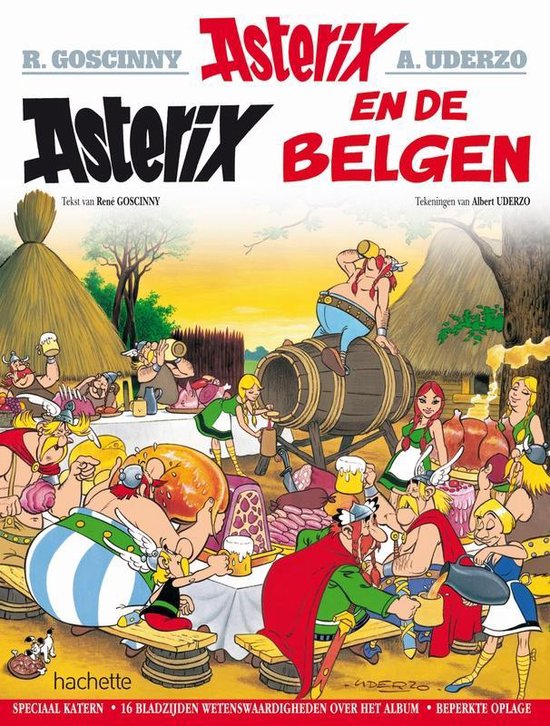 R. GOSCINNY Asterix A. UDERZO
Asterix
EN DE
BELGEN
Tekst van René GOSCINNY
Tekeningen van Albert UDERZO
UDERZO
hachette
SPECIAAL KATERN • 16 BLADZIJDEN WETENSWAARDIGHEDEN OVER HET ALBUM • BEPERKTE OPLAGE